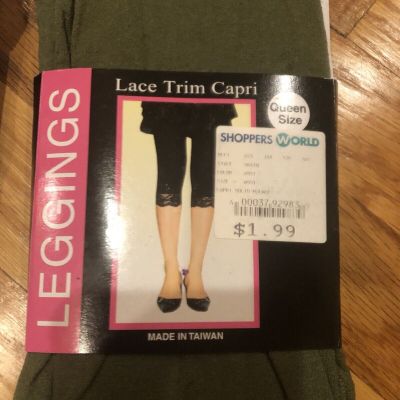 Lace Trim Capri
Queen
Size
LEGGINGS
SHOPPERS WORLD
$1.99
MADE IN TAIWAN